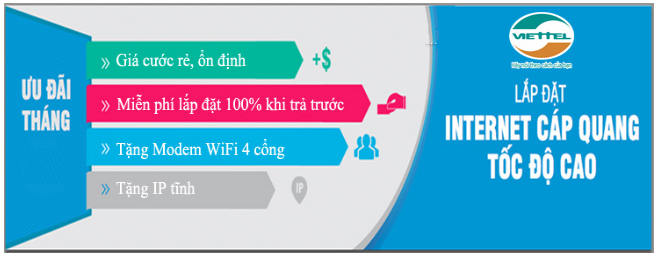 ƯU ĐÃI
THÁNG
» Giá cước rẻ, ổn định
+$
» Miễn phí lắp đặt 100% khi trả trước
» Tặng Modem WiFi 4 cổng
» Tặng IP tĩnh
IP
VIETTEL
Hãy nói theo cách của bạn
LẮP ĐẶT
INTERNET CÁP QUANG
TỐC ĐỘ CAO